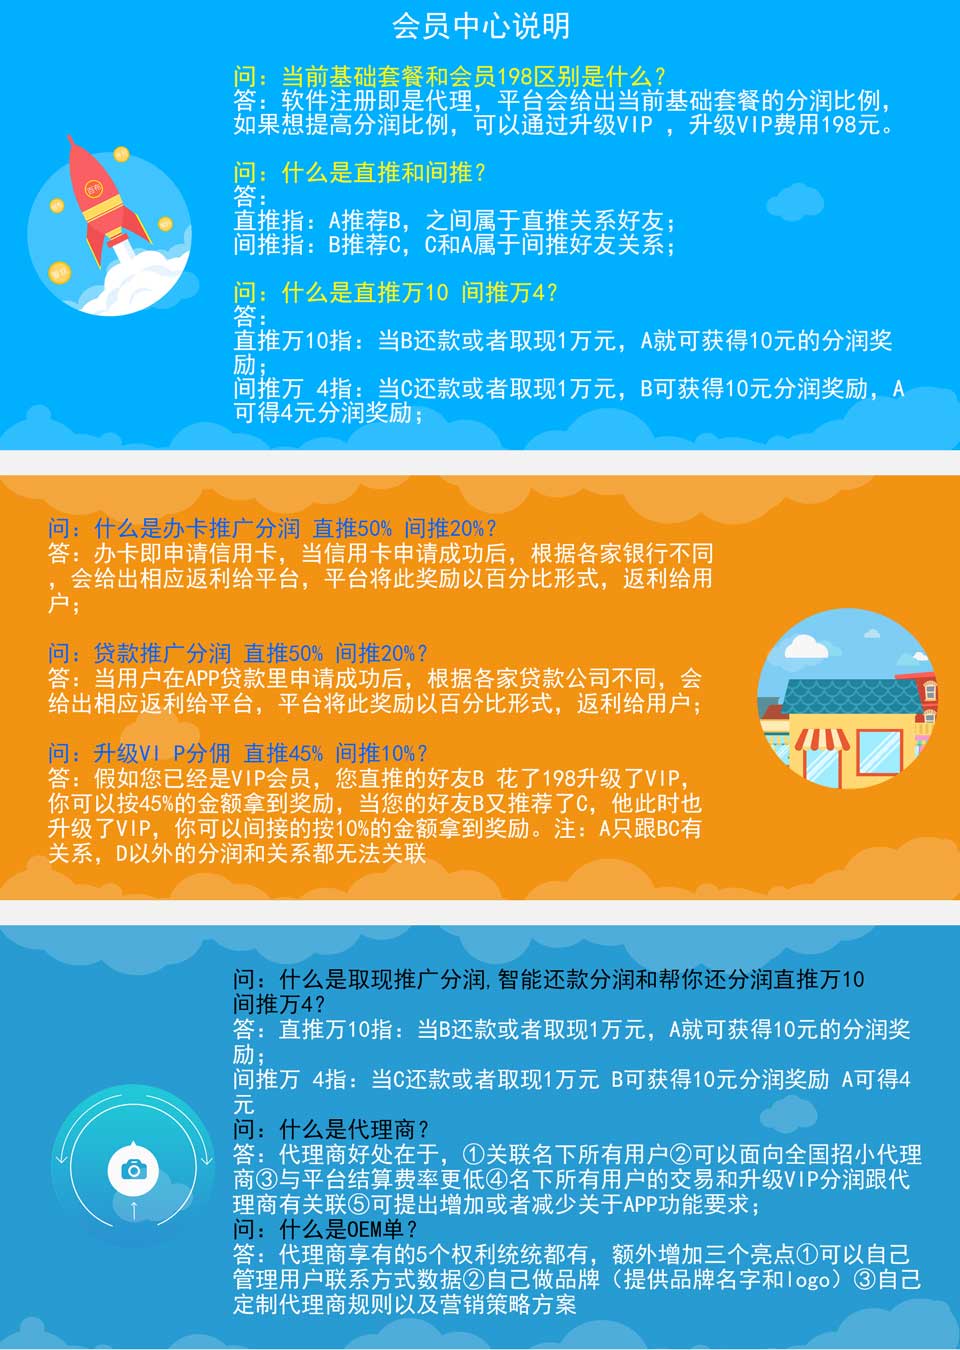 会员中心说明
问：当前基础套餐和会员198区别是什么？
答：软件注册即是代理，平台会给出当前基础套餐的分润比例，
如果想提高分润比例，可以通过升级VIP ，升级VIP费用198元。
问：什么是直推和间推？
答：
直推指：A推荐B，之间属于直推关系好友；
间推指：B推荐C，C和A属于间推好友关系；
问：什么是直推万10 间推万4？
答：
直推万10指：当B还款或者取现1万元，A就可获得10元的分润奖
励；
间推万 4指：当C还款或者取现1万元，B可获得10元分润奖励，A
可得4元分润奖励；
问：什么是办卡推广分润 直推50% 间推20%？
答：办卡即申请信用卡，当信用卡申请成功后，根据各家银行不同
，会给出相应返利给平台，平台将此奖励以百分比形式，返利给用
户；
问：贷款推广分润 直推50% 间推20%？
答：当用户在APP贷款里申请成功后，根据各家贷款公司不同，会
给出相应返利给平台，平台将此奖励以百分比形式，返利给用户；
问：升级VI P分佣 直推45% 间推10%？
答：假如您已经是VIP会员，您直推的好友B 花了198升级了VIP，
你可以按45%的金额拿到奖励，当您的好友B又推荐了C，他此时也
升级了VIP，你可以间接的按10%的金额拿到奖励。注：A只跟BC有
关系，D以外的分润和关系都无法关联
问：什么是取现推广分润,智能还款分润和帮你还分润直推万10
间推万4？
答：直推万10指：当B还款或者取现1万元，A就可获得10元的分润奖
励；
间推万 4指：当C还款或者取现1万元 B可获得10元分润奖励 A可得4
元
问：什么是代理商？
答：代理商好处在于，①关联名下所有用户②可以面向全国招小代理
商③与平台结算费率更低④名下所有用户的交易和升级VIP分润跟代
理商有关联⑤可提出增加或者减少关于APP功能要求；
问：什么是OEM单？
答：代理商享有的5个权利统统都有，额外增加三个亮点①可以自己
管理用户联系方式数据②自己做品牌（提供品牌名字和logo）③自己
定制代理商规则以及营销策略方案